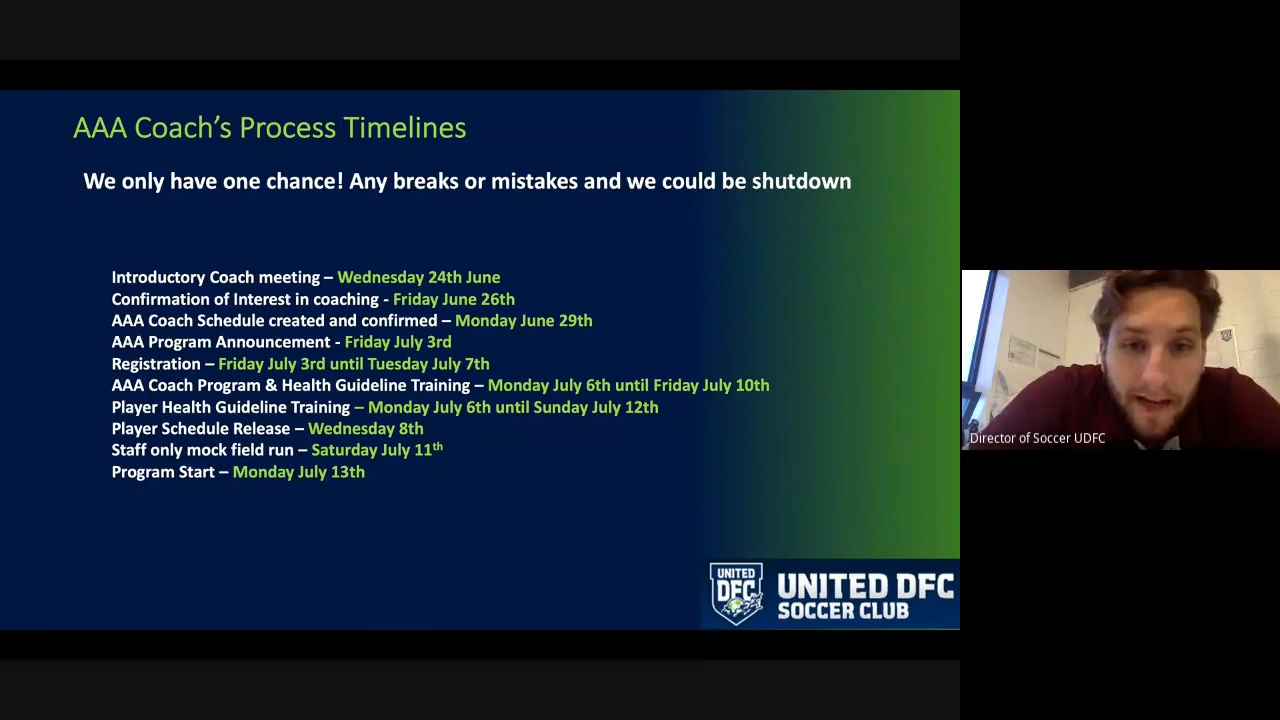 AAA Coach's Process Timelines
We only have one chance! Any breaks or mistakes and we could be shutdown
Introductory Coach meeting – Wednesday 24th June
Confirmation of Interest in coaching - Friday June 26th
AAA Coach Schedule created and confirmed – Monday June 29th
AAA Program Announcement - Friday July 3rd
Registration – Friday July 3rd until Tuesday July 7th
AAA Coach Program & Health Guideline Training – Monday July 6th until Friday July 10th
Player Health Guideline Training – Monday July 6th until Sunday July 12th
Player Schedule Release – Wednesday 8th
Staff only mock field run – Saturday July 11th
Program Start – Monday July 13th
Director of Soccer UDFC
UNITED
DFC
UNITED DFC
SOCCER CLUB